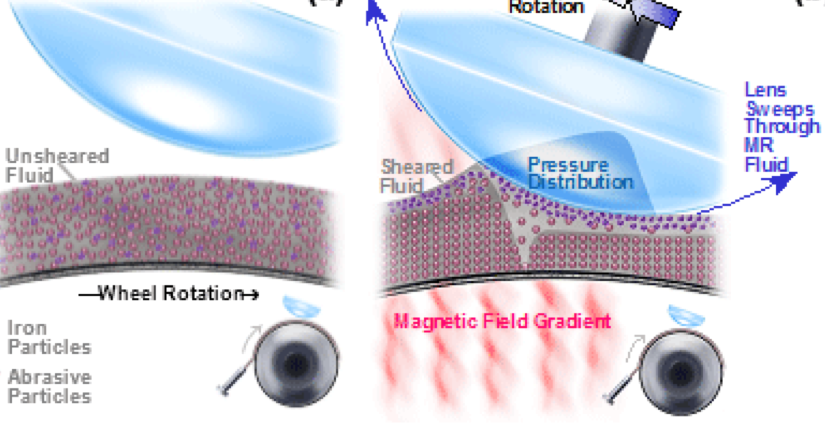 Unsheared
Fluid
Wheel Rotation
Iron
Particles
Abrasive
Particles
Rotation
Sheared
Fluid
Pressure
Distribution
Lens
Sweeps
Through
MR
Fluid
Magnetic Field Gradient